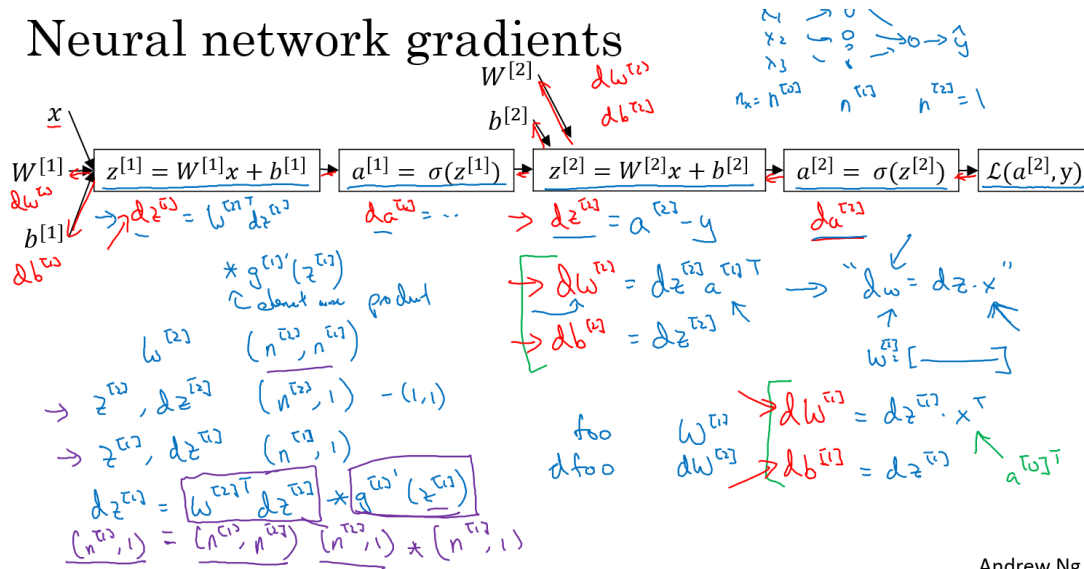 Neural network gradients
x₂
x₃
ŷ
nₓ = n^[0] n^[1] n^[2] = 1
W^[2] dw^[2]
b^[2] db^[2]
x
W^[1] z^[1] = W^[1]x + b^[1] a^[1] = σ(z^[1]) z^[2] = W^[2]x + b^[2] a^[2] = σ(z^[2]) ℒ(a^[2], y)
dw^[1]
b^[1]
db^[1]
dz^[1] = W^[2]T dz^[2] da^[1] = .. dz^[2] = a^[2] - y da^[2]
* g^[1]'(z^[1])
element wise product
dw^[2] = dz^[2] a^[1]T → "dw = dz · x"
db^[2] = dz^[2]
W^[2] (n^[2], n^[1])
z^[2], dz^[2] (n^[2], 1) - (1,1)
z^[1], dz^[1] (n^[1], 1)
foo W^[1] dW^[1] = dz^[1] · x^T
dfoo dW^[2] db^[1] = dz^[1] a^[0]T
dz^[1] = W^[2]T dz^[2] * g^[1]'(z^[1])
(n^[1], 1) = (n^[1], n^[2]) (n^[2], 1) * (n^[1], 1)
Andrew Ng